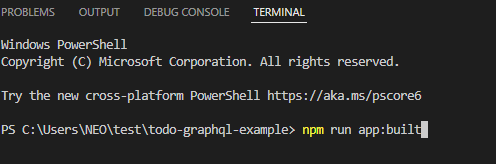 PROBLEMS OUTPUT DEBUG CONSOLE TERMINAL
Windows PowerShell
Copyright (C) Microsoft Corporation. All rights reserved.
Try the new cross-platform PowerShell https://aka.ms/pscore6
PS C:\Users\NEO\test\todo-graphql-example> npm run app:built